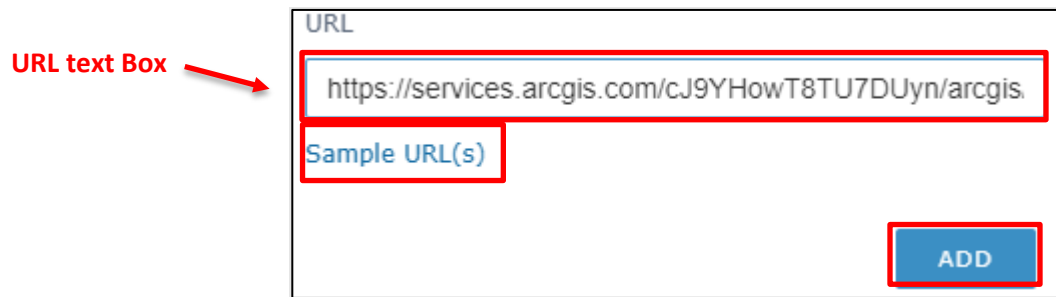 URL
URL text Box
https://services.arcgis.com/cJ9YHowT8TU7DUyn/arcgis/
Sample URL(s)
ADD